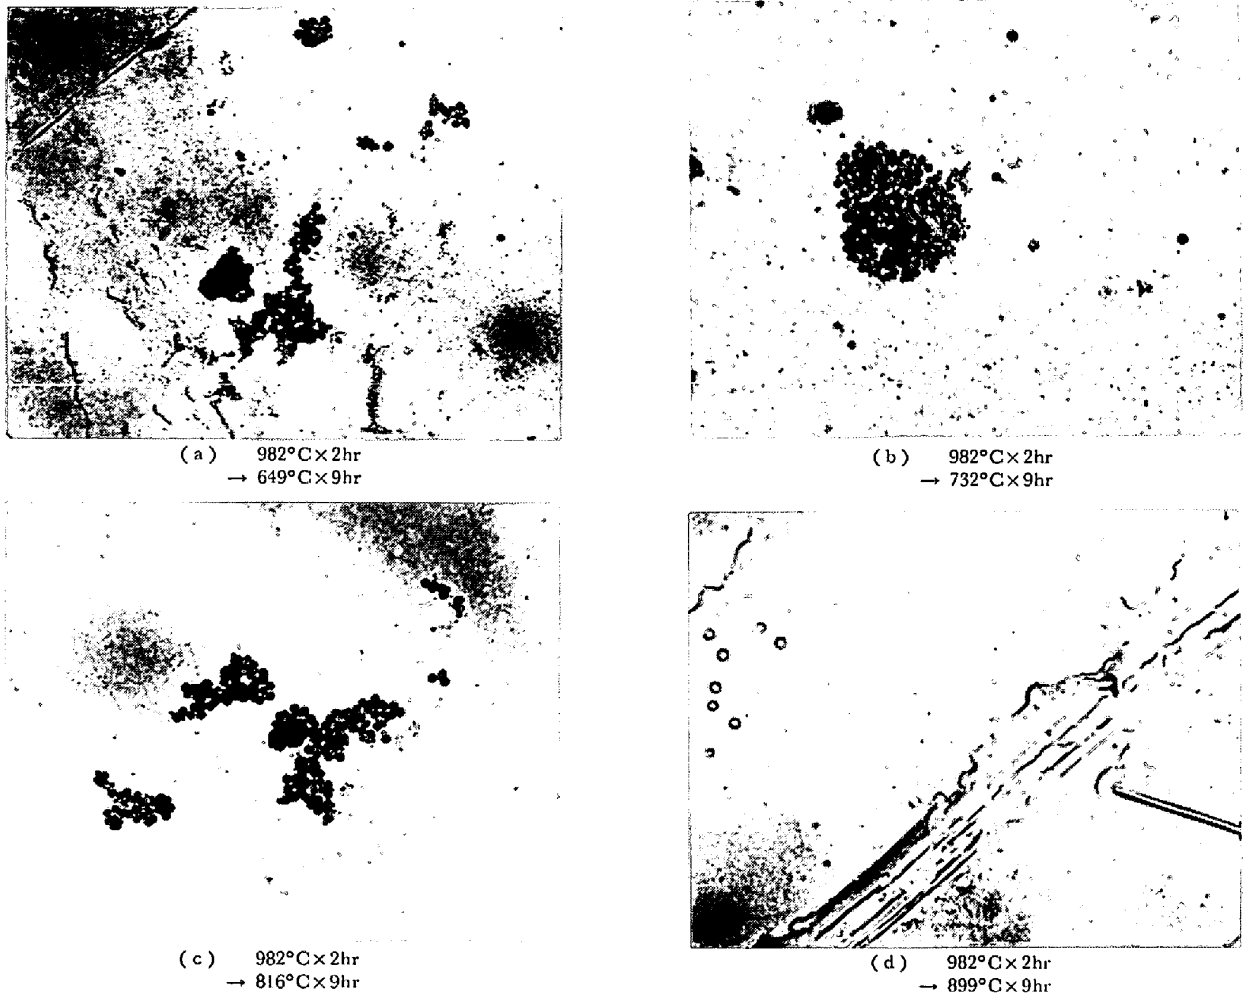 (a) 982°C×2hr
→ 649°C×9hr
(b) 982°C×2hr
→ 732°C×9hr
(c) 982°C×2hr
→ 816°C×9hr
(d) 982°C×2hr
→ 899°C×9hr